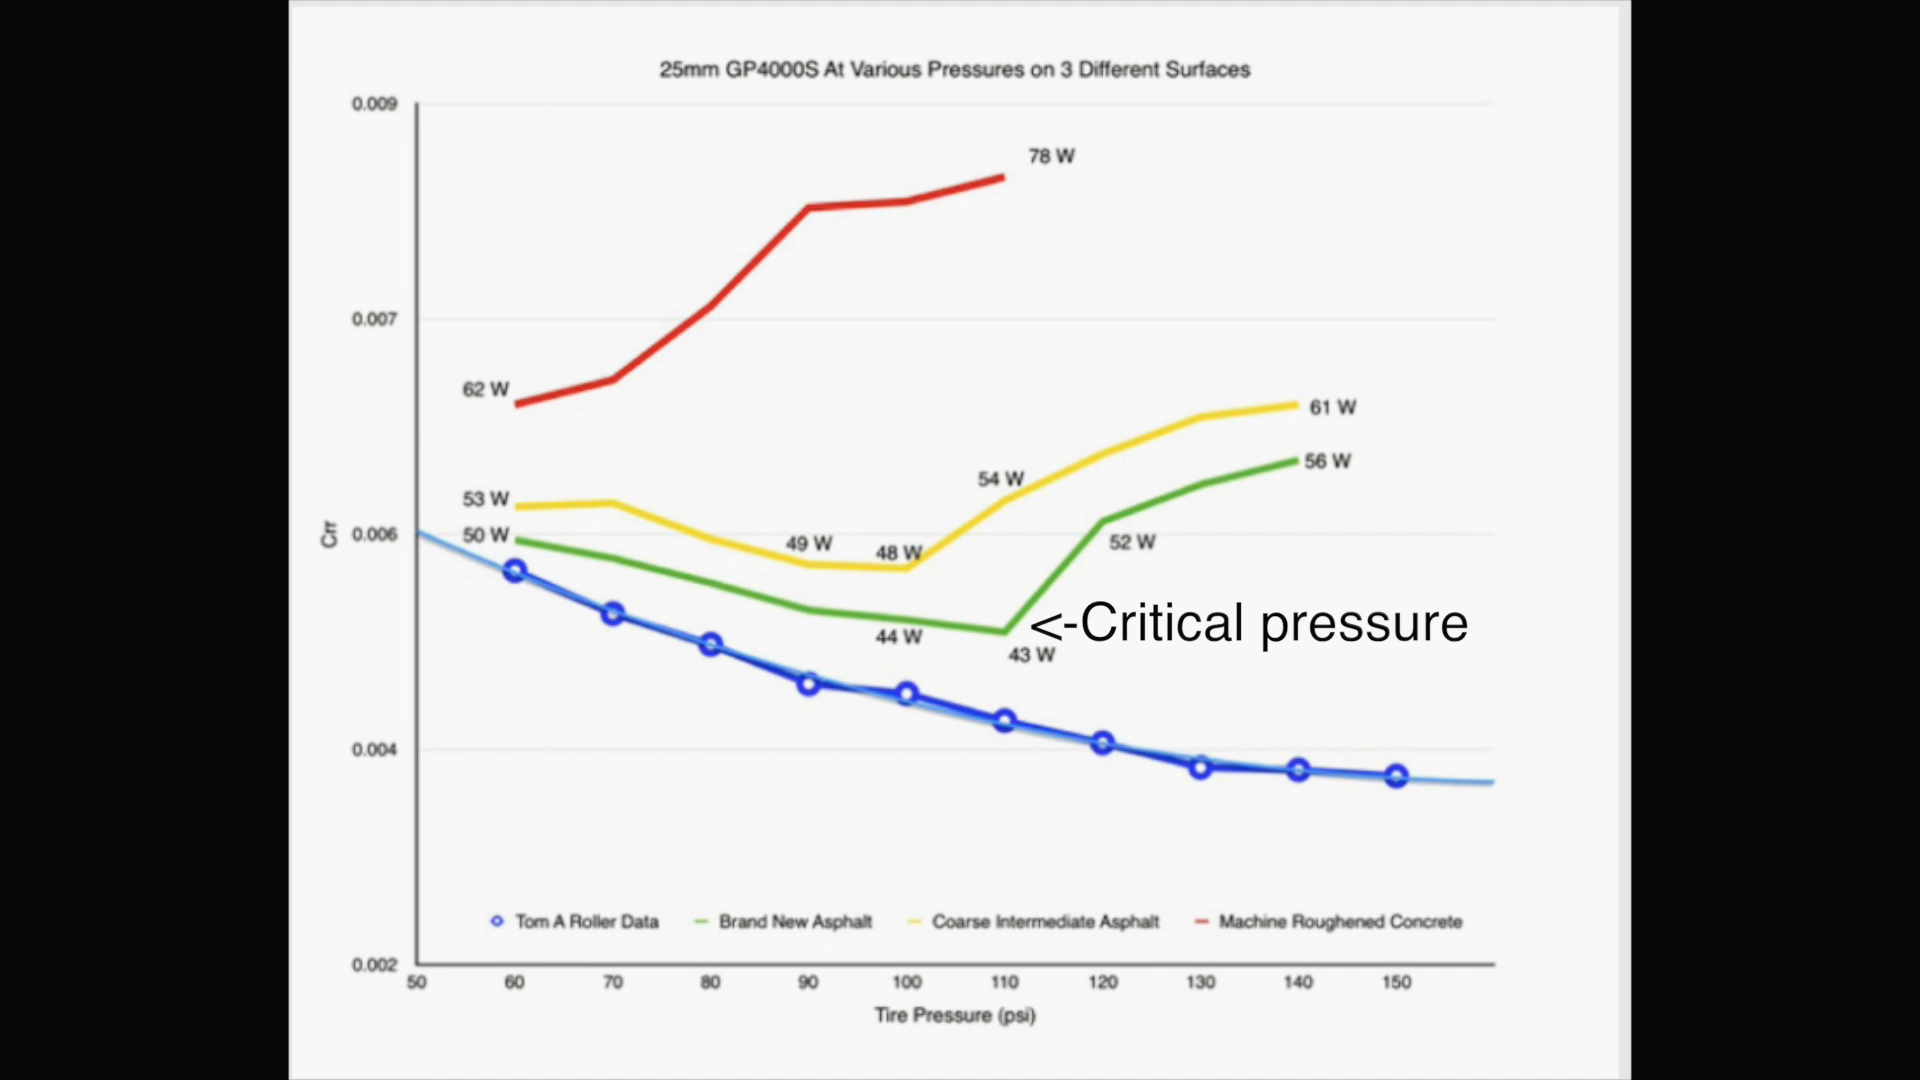 25mm GP4000S At Various Pressures on 3 Different Surfaces
0.009
78 W
0.007
62 W
61 W
56 W
54 W
53 W
50 W
49 W
48 W
52 W
Crr
0.006
<-Critical pressure
44 W
43 W
0.004
Tom A Roller Data
Brand New Asphalt
Coarse Intermediate Asphalt
Machine Roughened Concrete
0.002
50 60 70 80 90 100 110 120 130 140 150
Tire Pressure (psi)